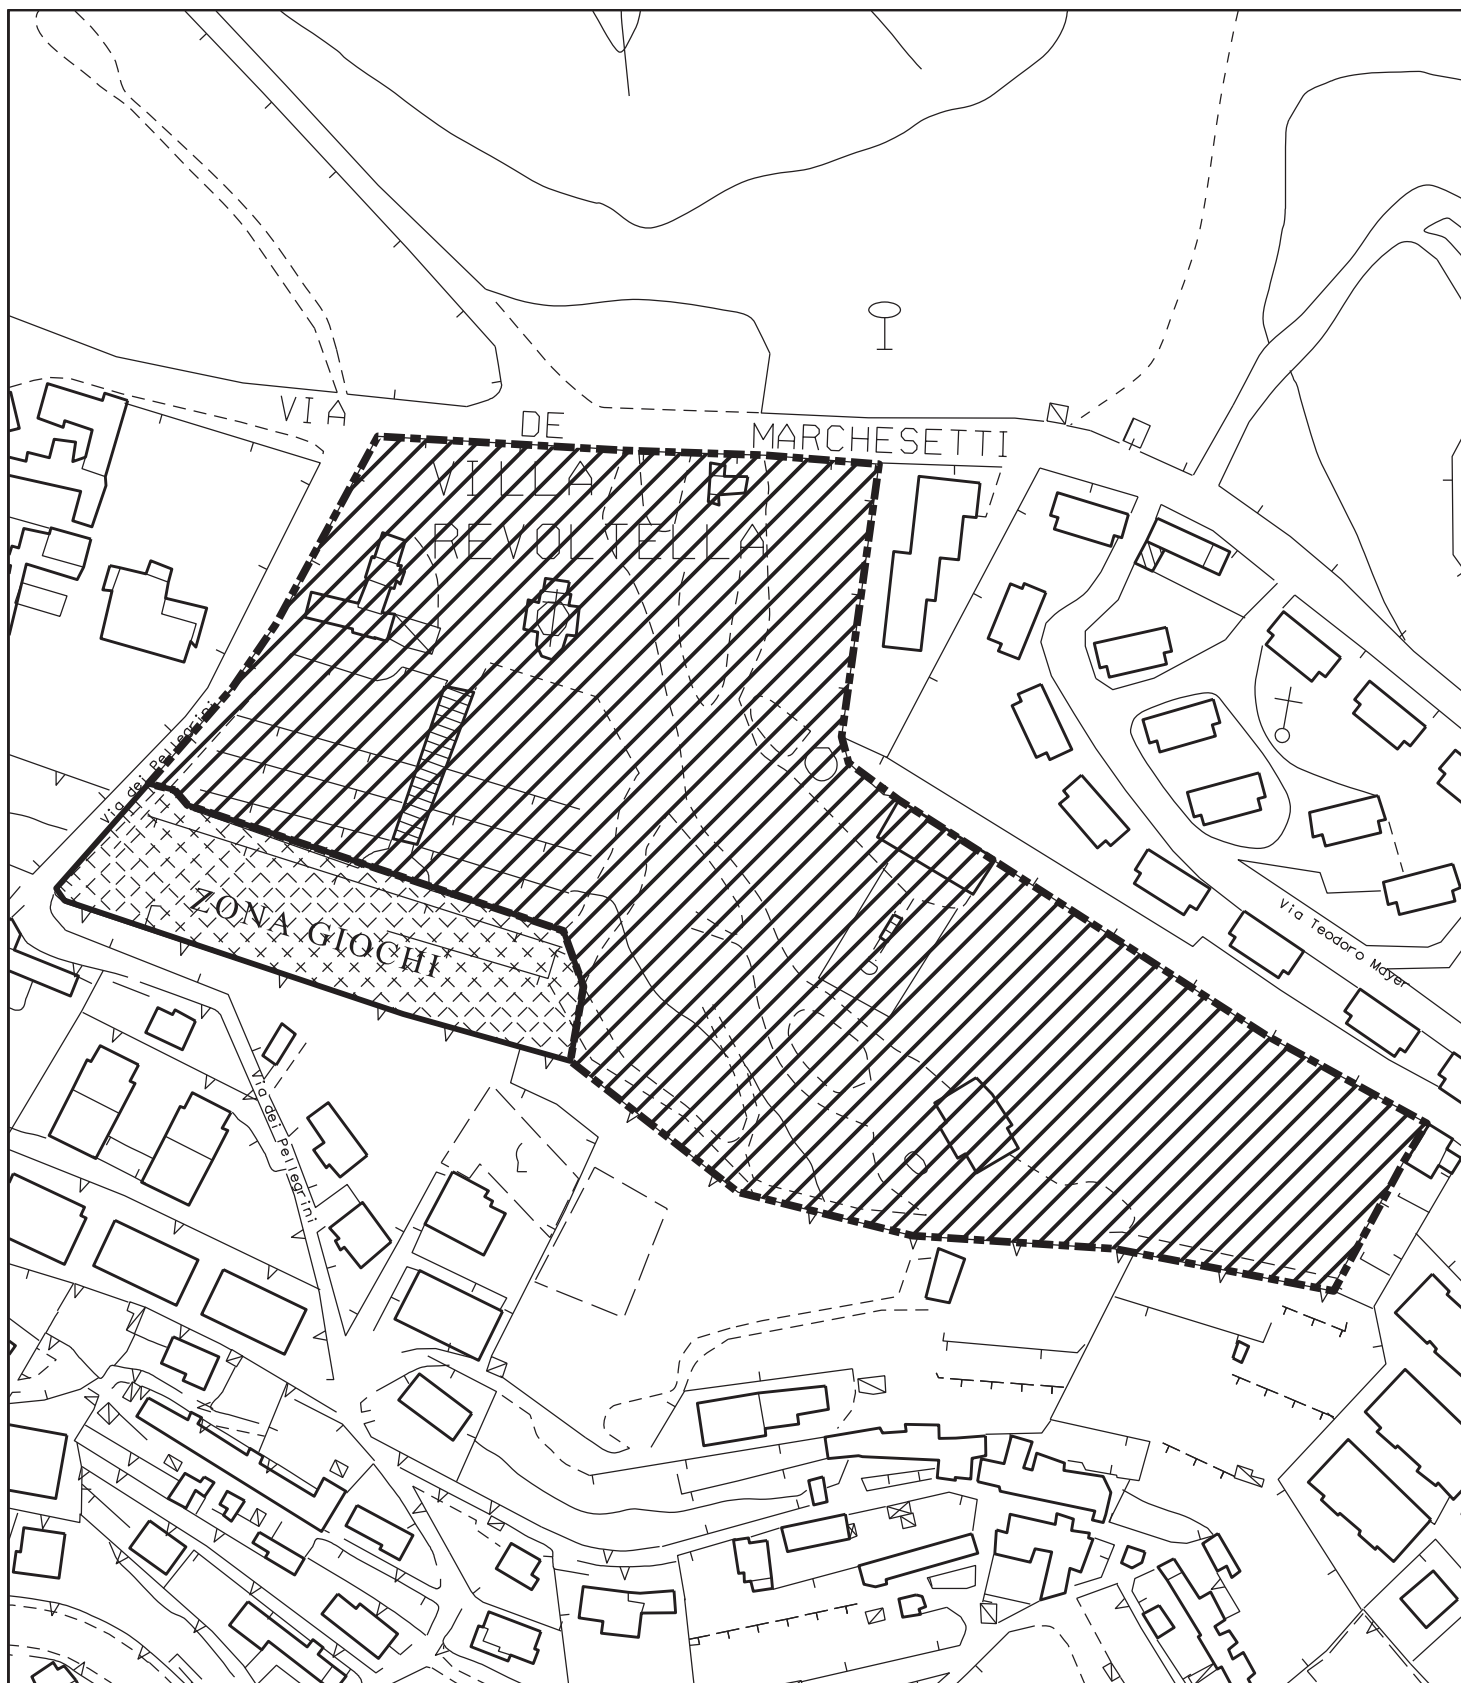 VIA DE MARCHESETTI
VILLA
REVOLTELLA
Via dei Pellegrini
ZONA GIOCHI
Via Teodoro Mayer
Via dei Pellegrini